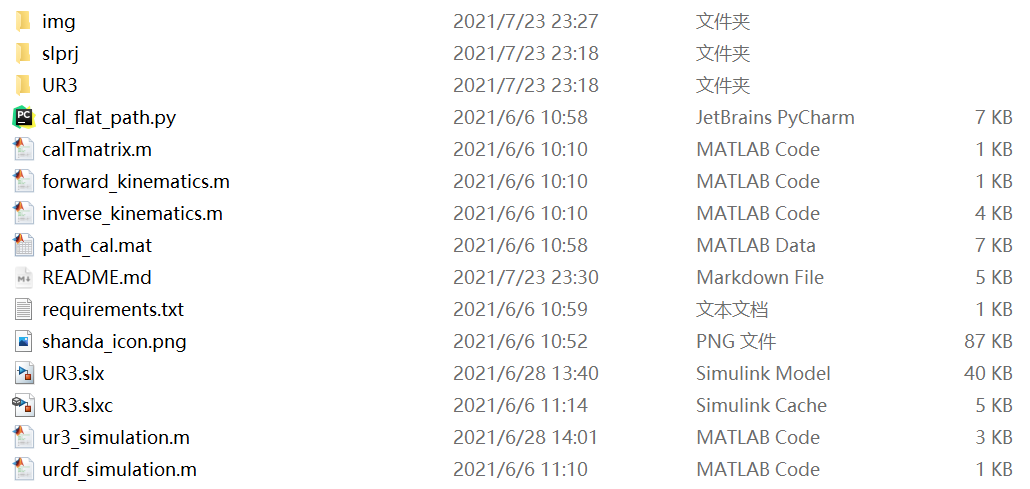 img 2021/7/23 23:27 文件夹
slprj 2021/7/23 23:18 文件夹
UR3 2021/7/23 23:18 文件夹
cal_flat_path.py 2021/6/6 10:58 JetBrains PyCharm 7 KB
calTmatrix.m 2021/6/6 10:10 MATLAB Code 1 KB
forward_kinematics.m 2021/6/6 10:10 MATLAB Code 1 KB
inverse_kinematics.m 2021/6/6 10:10 MATLAB Code 4 KB
path_cal.mat 2021/6/6 10:58 MATLAB Data 7 KB
README.md 2021/7/23 23:30 Markdown File 5 KB
requirements.txt 2021/6/6 10:59 文本文档 1 KB
shanda_icon.png 2021/6/6 10:52 PNG 文件 87 KB
UR3.slx 2021/6/28 13:40 Simulink Model 40 KB
UR3.slxc 2021/6/6 11:14 Simulink Cache 5 KB
ur3_simulation.m 2021/6/28 14:01 MATLAB Code 3 KB
urdf_simulation.m 2021/6/6 11:10 MATLAB Code 1 KB